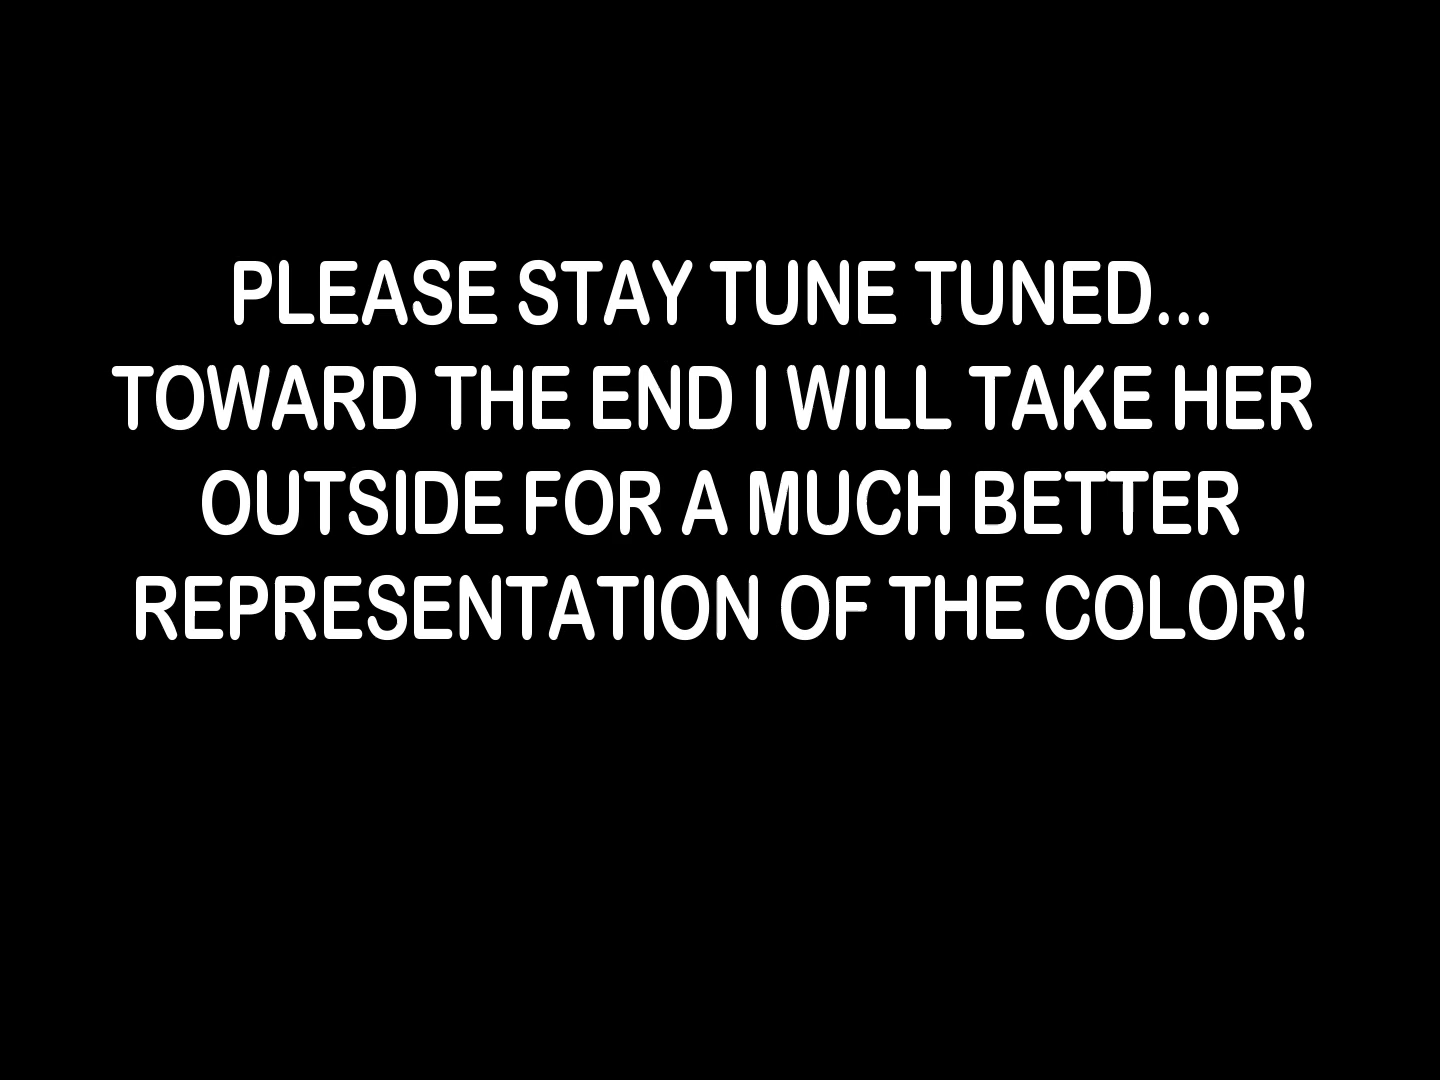 PLEASE STAY TUNE TUNED...
TOWARD THE END I WILL TAKE HER
OUTSIDE FOR A MUCH BETTER
REPRESENTATION OF THE COLOR!